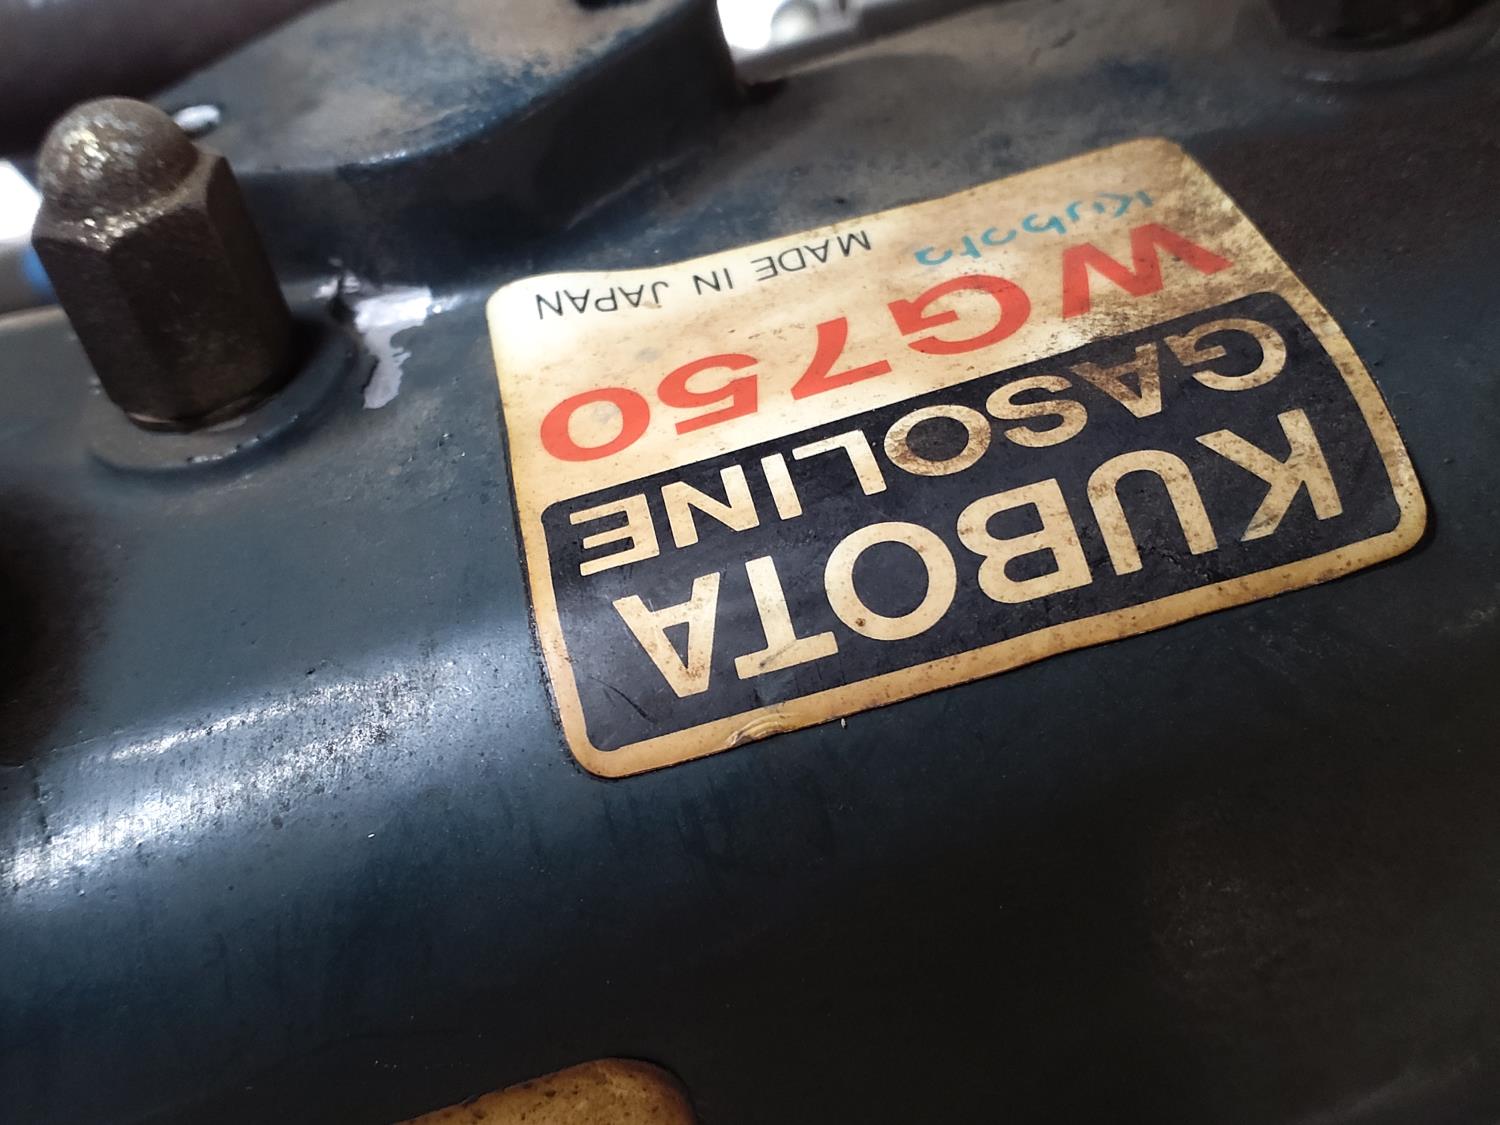 KUBOTA
GASOLINE
WG750
Kubota
MADE IN JAPAN